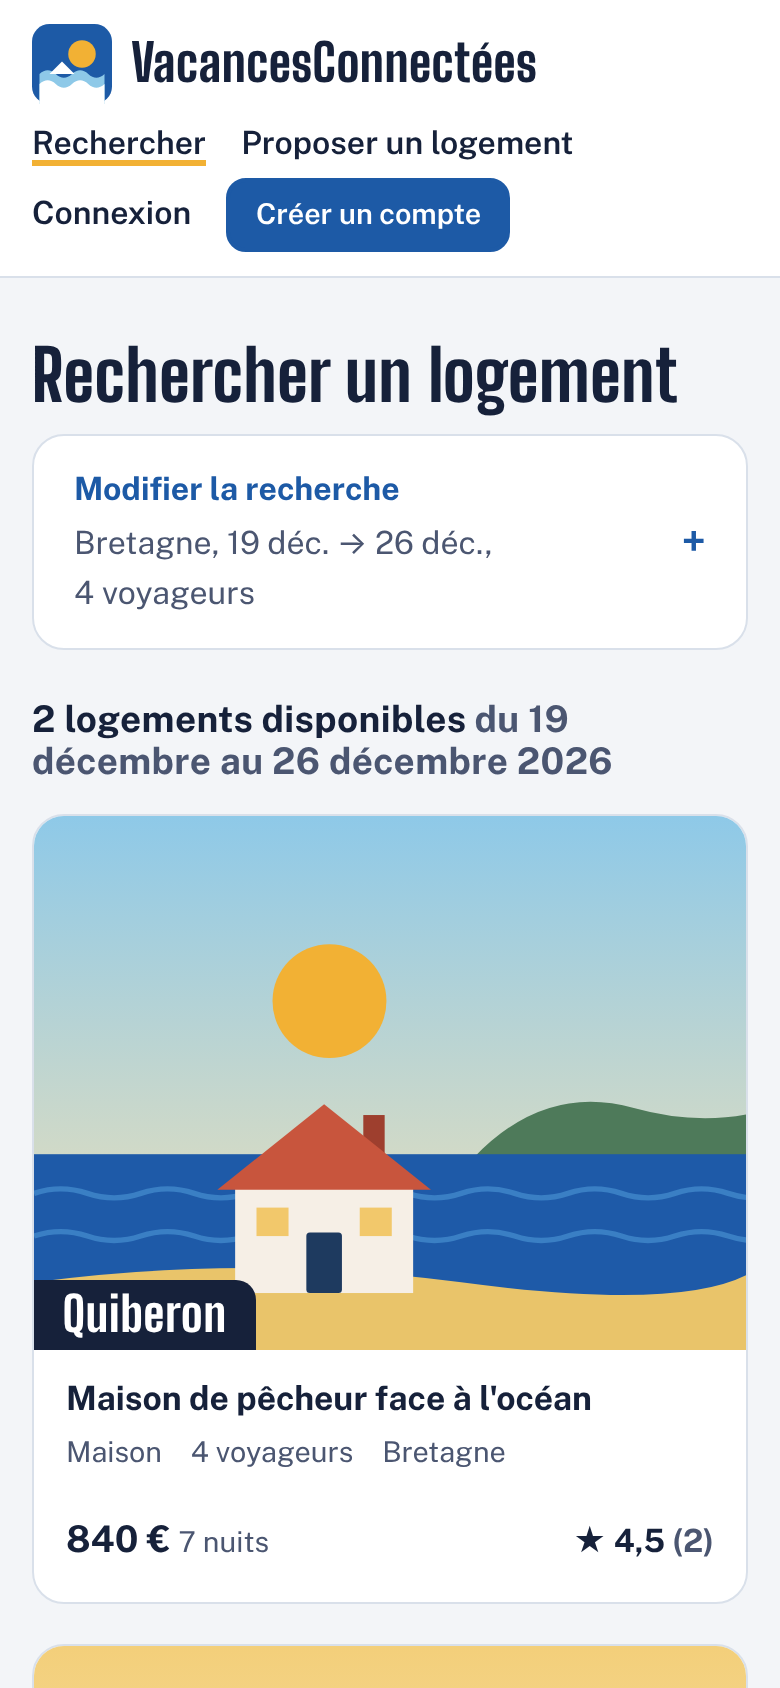 VacancesConnectées
Rechercher Proposer un logement
Connexion Créer un compte
Rechercher un logement
Modifier la recherche
Bretagne, 19 déc. → 26 déc.,
4 voyageurs
+
2 logements disponibles du 19
décembre au 26 décembre 2026
Quiberon
Maison de pêcheur face à l'océan
Maison 4 voyageurs Bretagne
840 € 7 nuits ★ 4,5 (2)